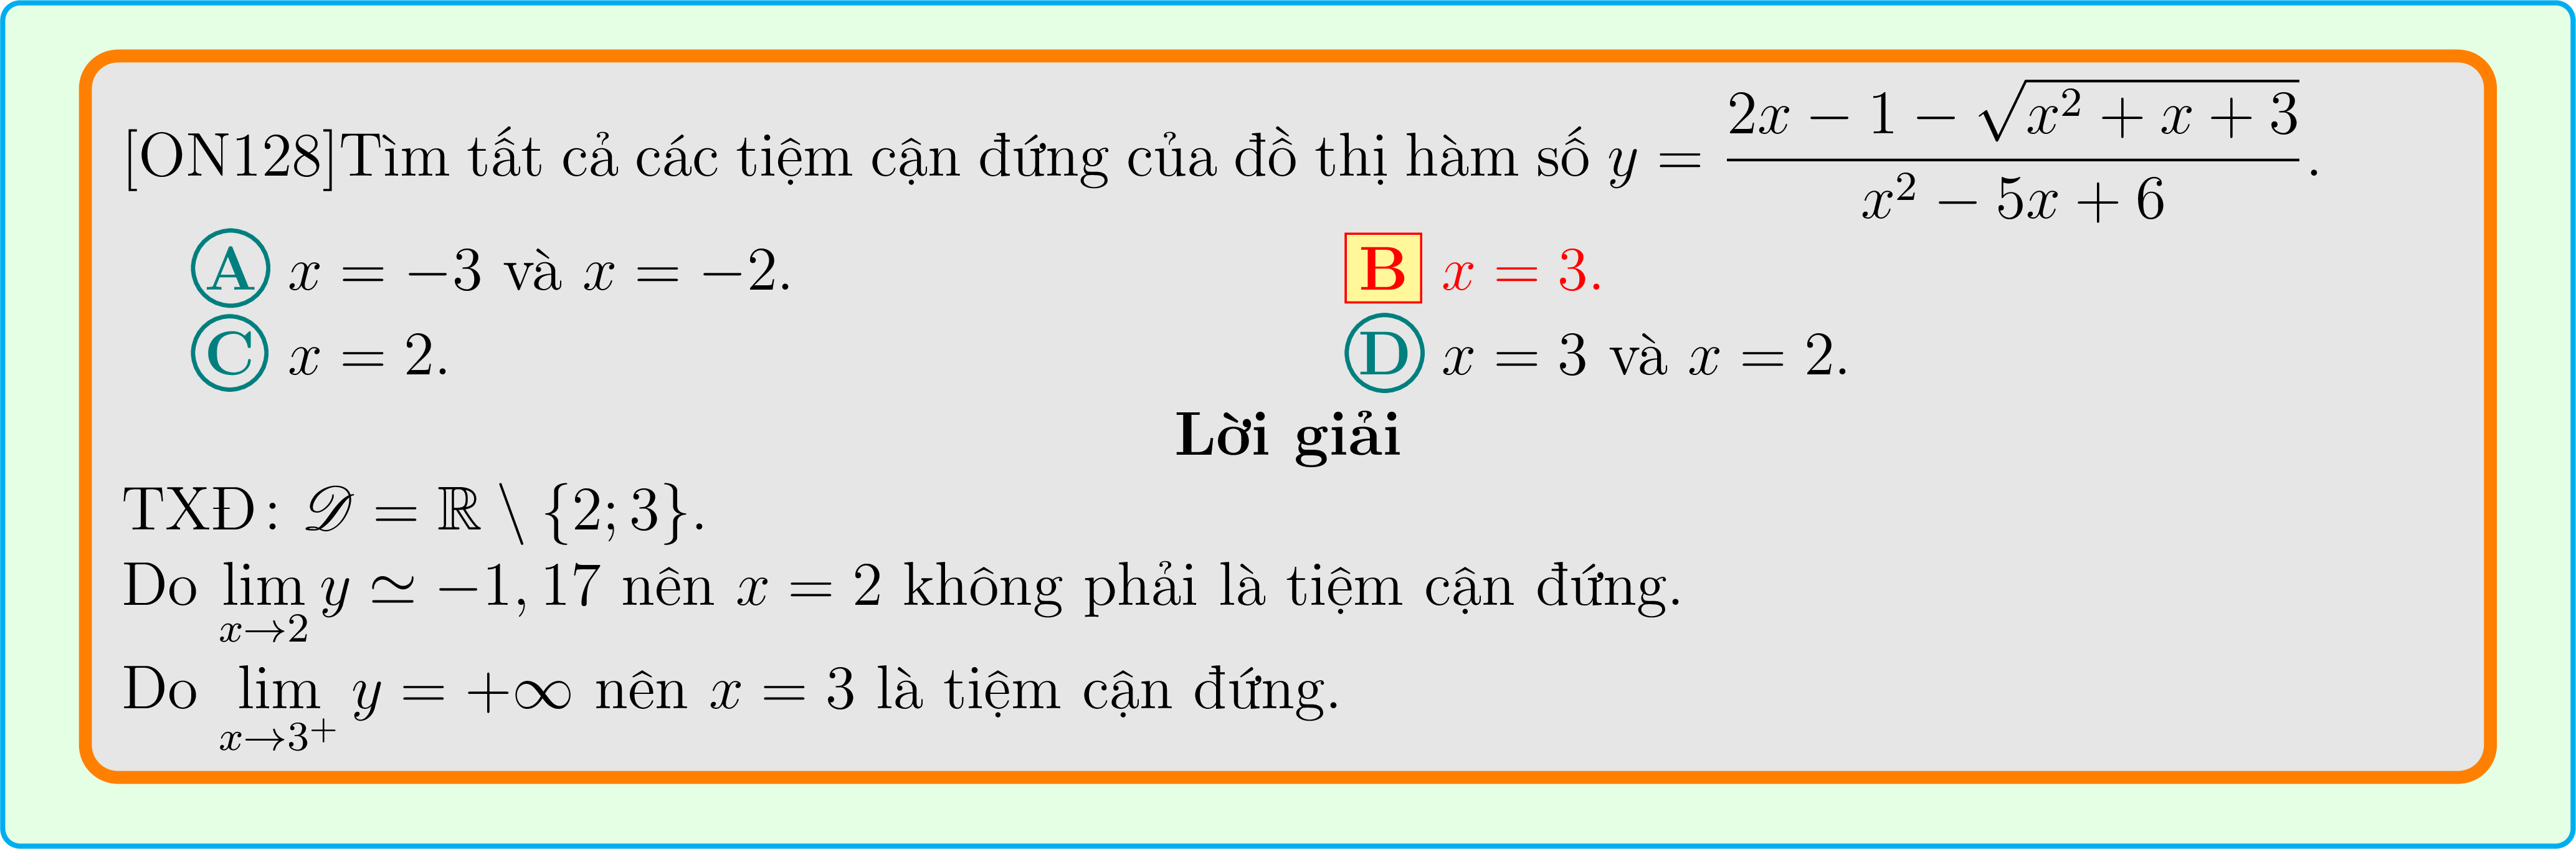 [ON128]Tìm tất cả các tiệm cận đứng của đồ thị hàm số $y = \dfrac{2x - 1 - \sqrt{x^2 + x + 3}}{x^2 - 5x + 6}$.
A x = −3 và x = −2.
B x = 3.
C x = 2.
D x = 3 và x = 2.
Lời giải
TXĐ: $\mathscr{D} = \mathbb{R} \setminus \{2; 3\}$.
Do $\lim\limits_{x \to 2} y \simeq -1,17$ nên x = 2 không phải là tiệm cận đứng.
Do $\lim\limits_{x \to 3^+} y = +\infty$ nên x = 3 là tiệm cận đứng.